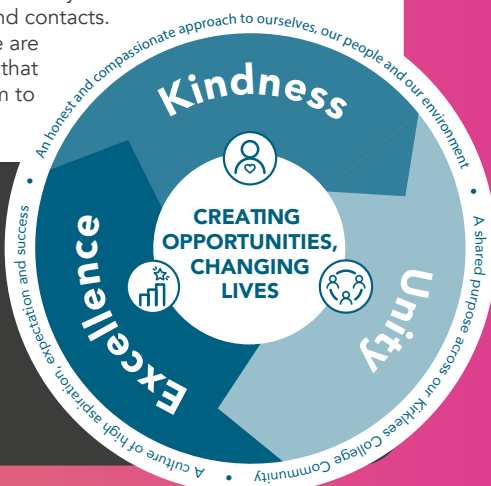 nd contacts.
e are
that
m to
An honest and compassionate approach to ourselves, our people and our environment
•
A shared purpose across our Kirklees College Community
•
A culture of high aspiration, expectation and success
•
Kindness
Unity
Excellence
CREATING
OPPORTUNITIES,
CHANGING
LIVES